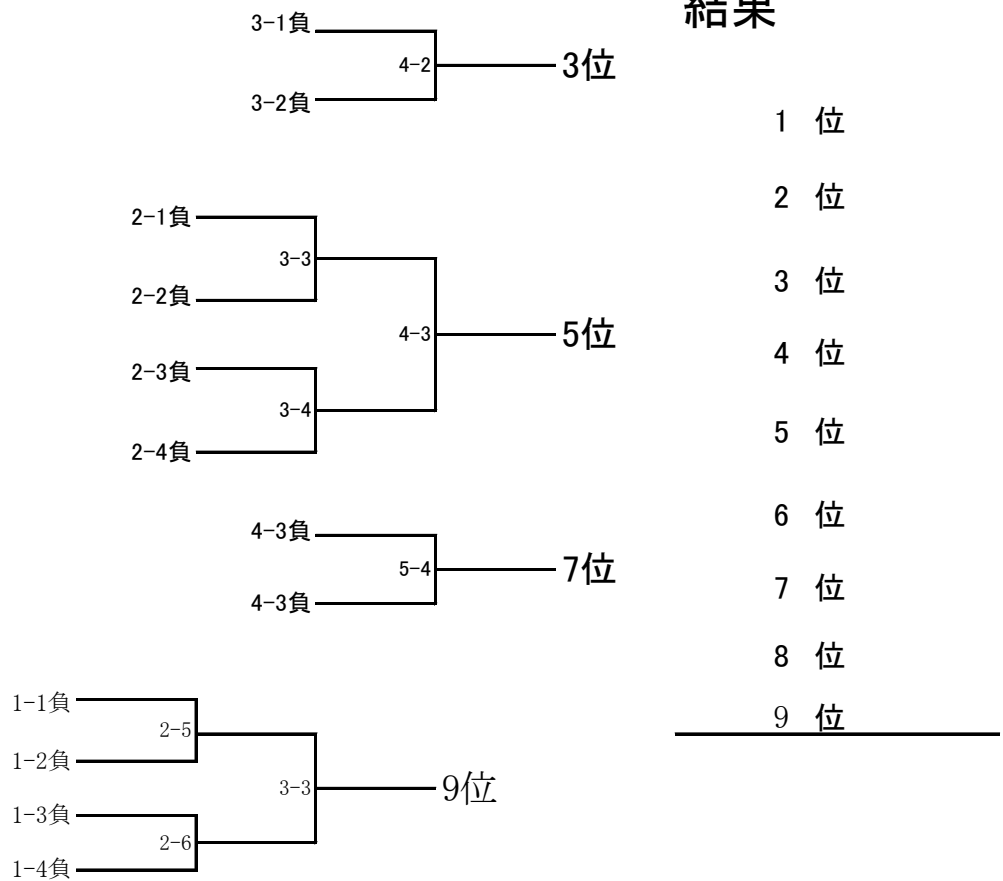 結果
3-1負
4-2
3位
3-2負
1 位
2 位
2-1負
3-3
2-2負
3 位
4-3
5位
4 位
2-3負
3-4
2-4負
5 位
6 位
4-3負
5-4
7位
4-3負
7 位
8 位
9 位
1-1負
2-5
1-2負
3-3
9位
1-3負
2-6
1-4負